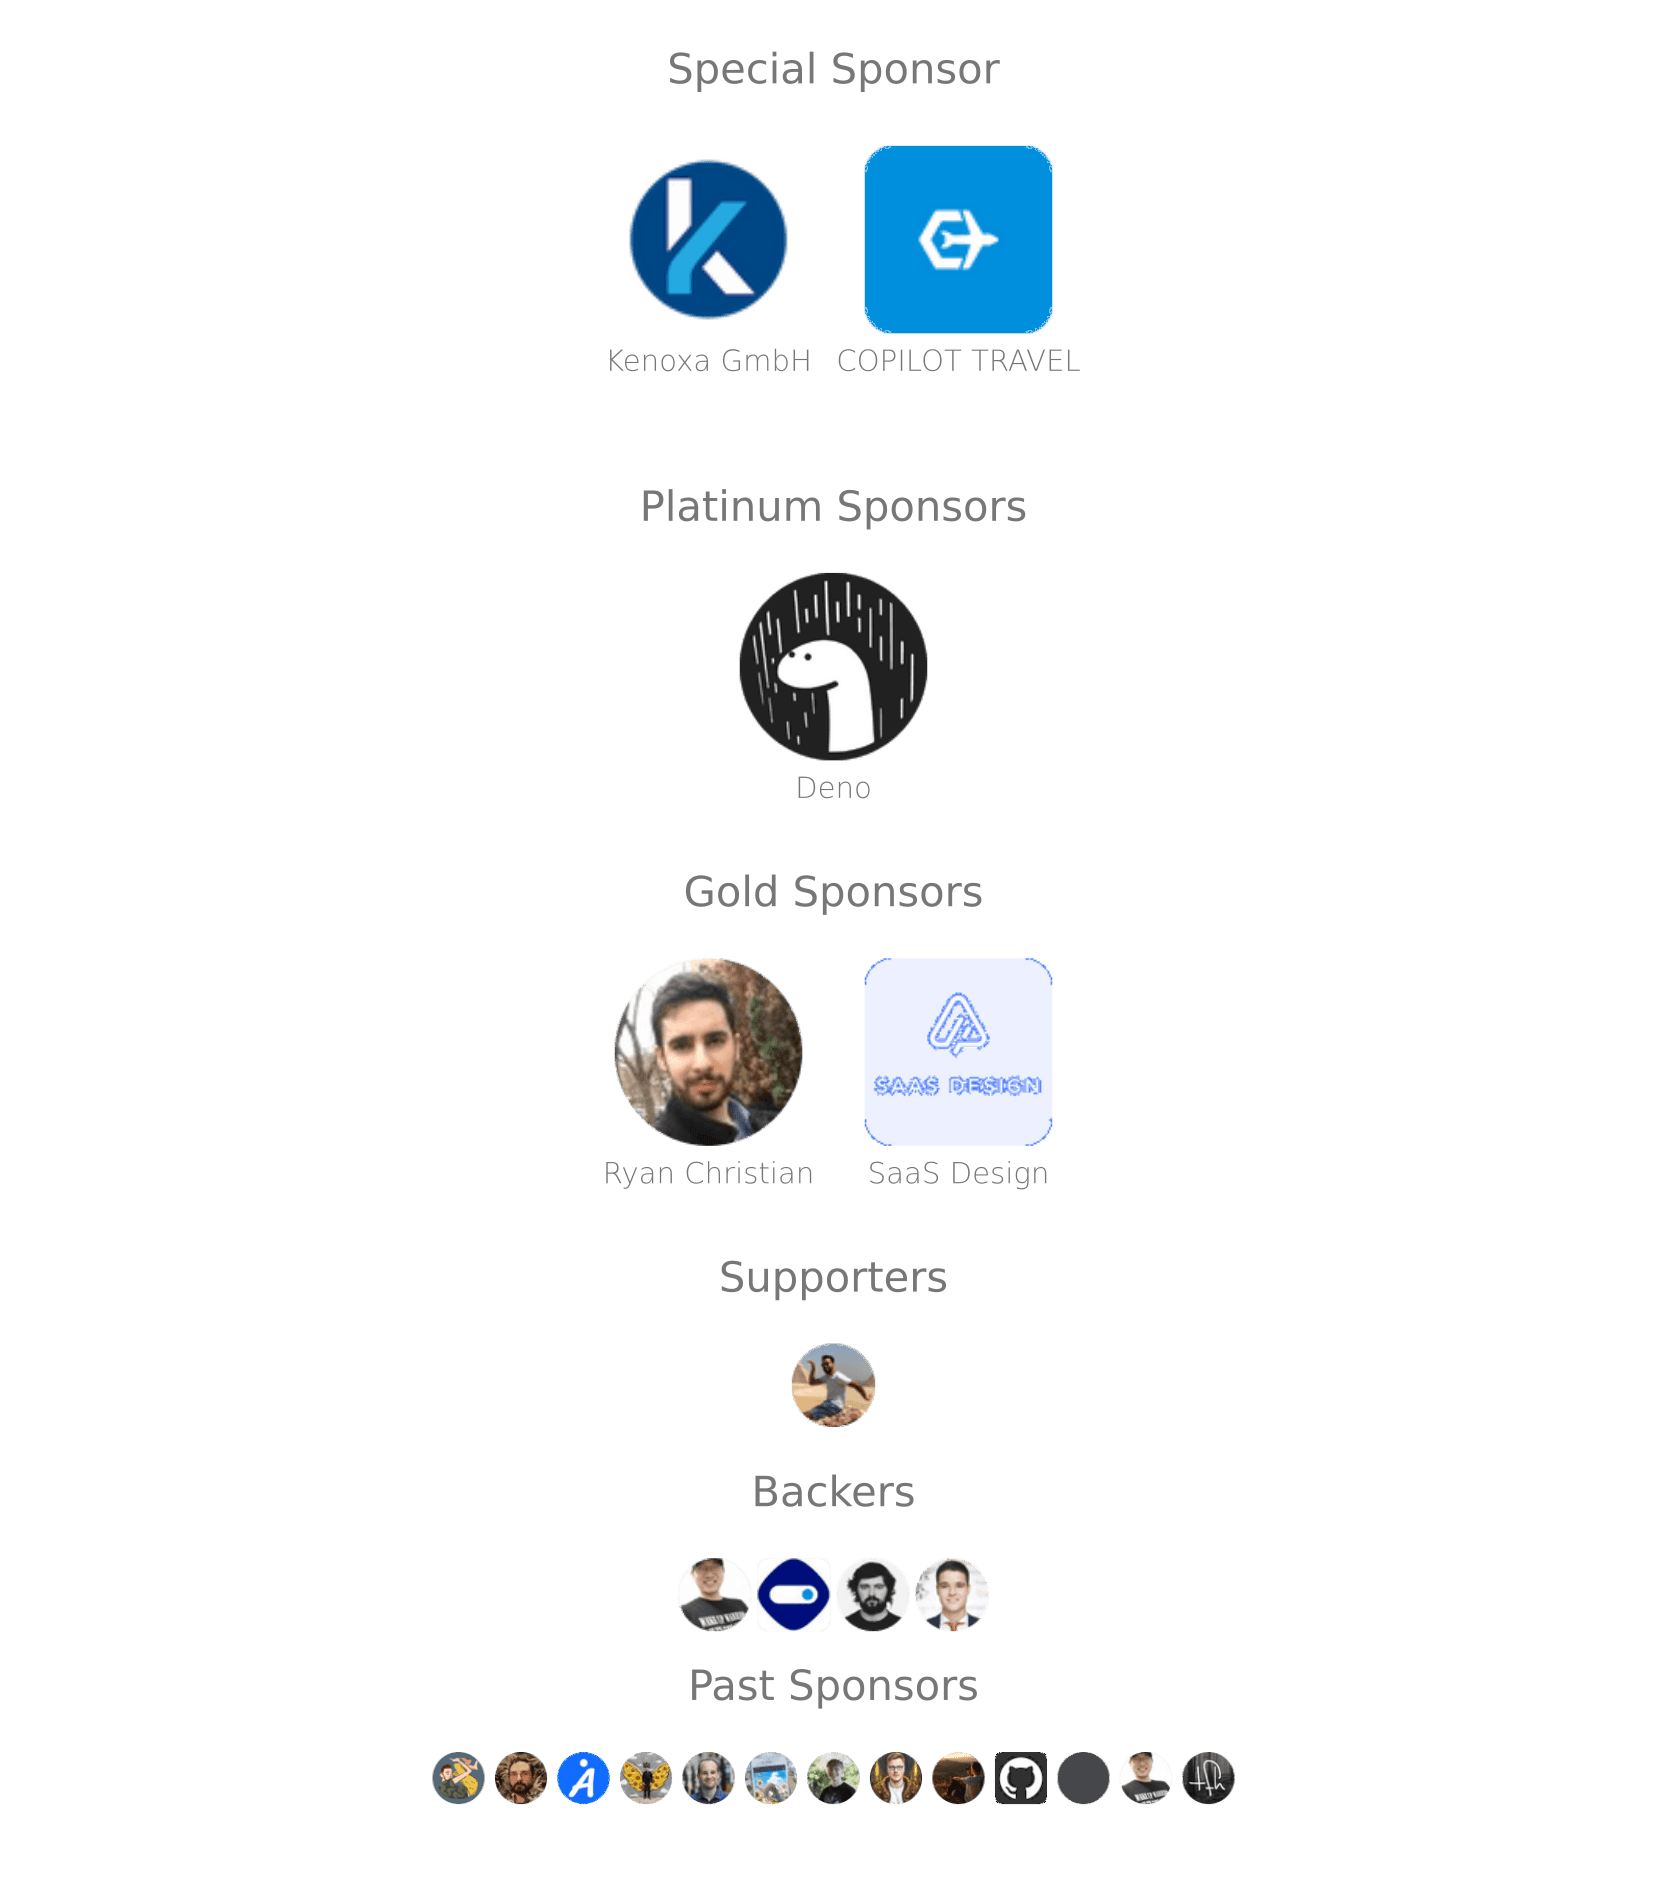 Special Sponsor
Kenoxa GmbH COPILOT TRAVEL
Platinum Sponsors
Deno
Gold Sponsors
SAAS DESIGN
Ryan Christian SaaS Design
Supporters
Backers
Past Sponsors
tfh